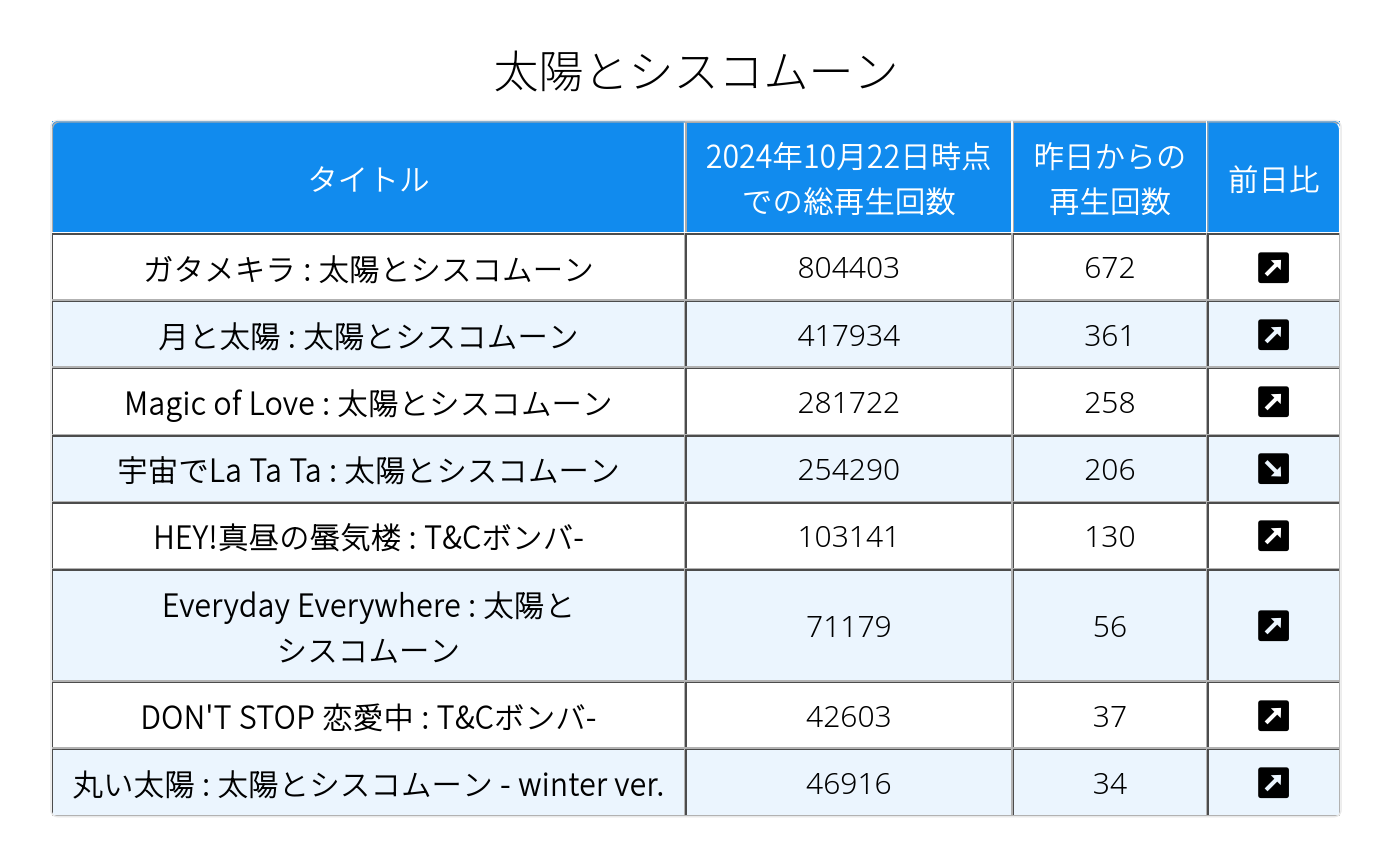 太陽とシスコムーン
タイトル
2024年10月22日時点
での総再生回数
昨日からの
再生回数
前日比
ガタメキラ : 太陽とシスコムーン 804403 672
月と太陽 : 太陽とシスコムーン 417934 361
Magic of Love : 太陽とシスコムーン 281722 258
宇宙でLa Ta Ta : 太陽とシスコムーン 254290 206
HEY!真昼の蜃気楼 : T&Cボンバ- 103141 130
Everyday Everywhere : 太陽と
シスコムーン 71179 56
DON'T STOP 恋愛中 : T&Cボンバ- 42603 37
丸い太陽 : 太陽とシスコムーン - winter ver. 46916 34